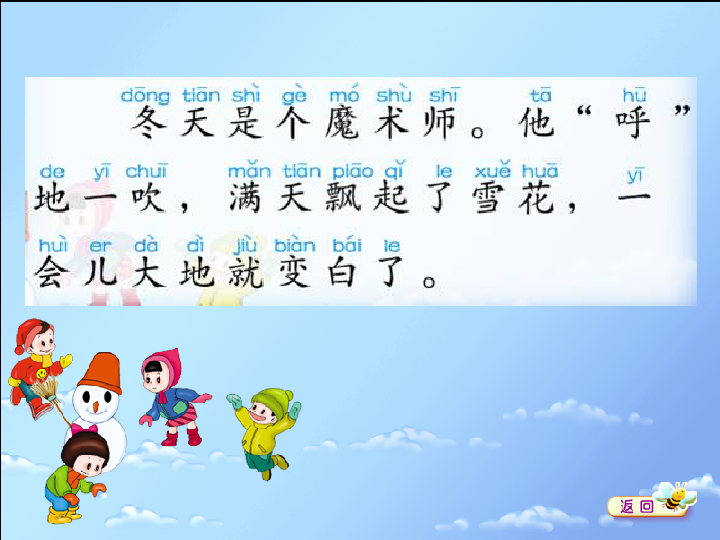 dōng tiān shì gè mó shù shī tā hū
冬天是个魔术师。他“呼”
de yī chuī mǎn tiān piāo qǐ le xuě huā yī
地一吹，满天飘起了雪花，一
huì er dà dì jiù biàn bái le
会儿大地就变白了。
返回